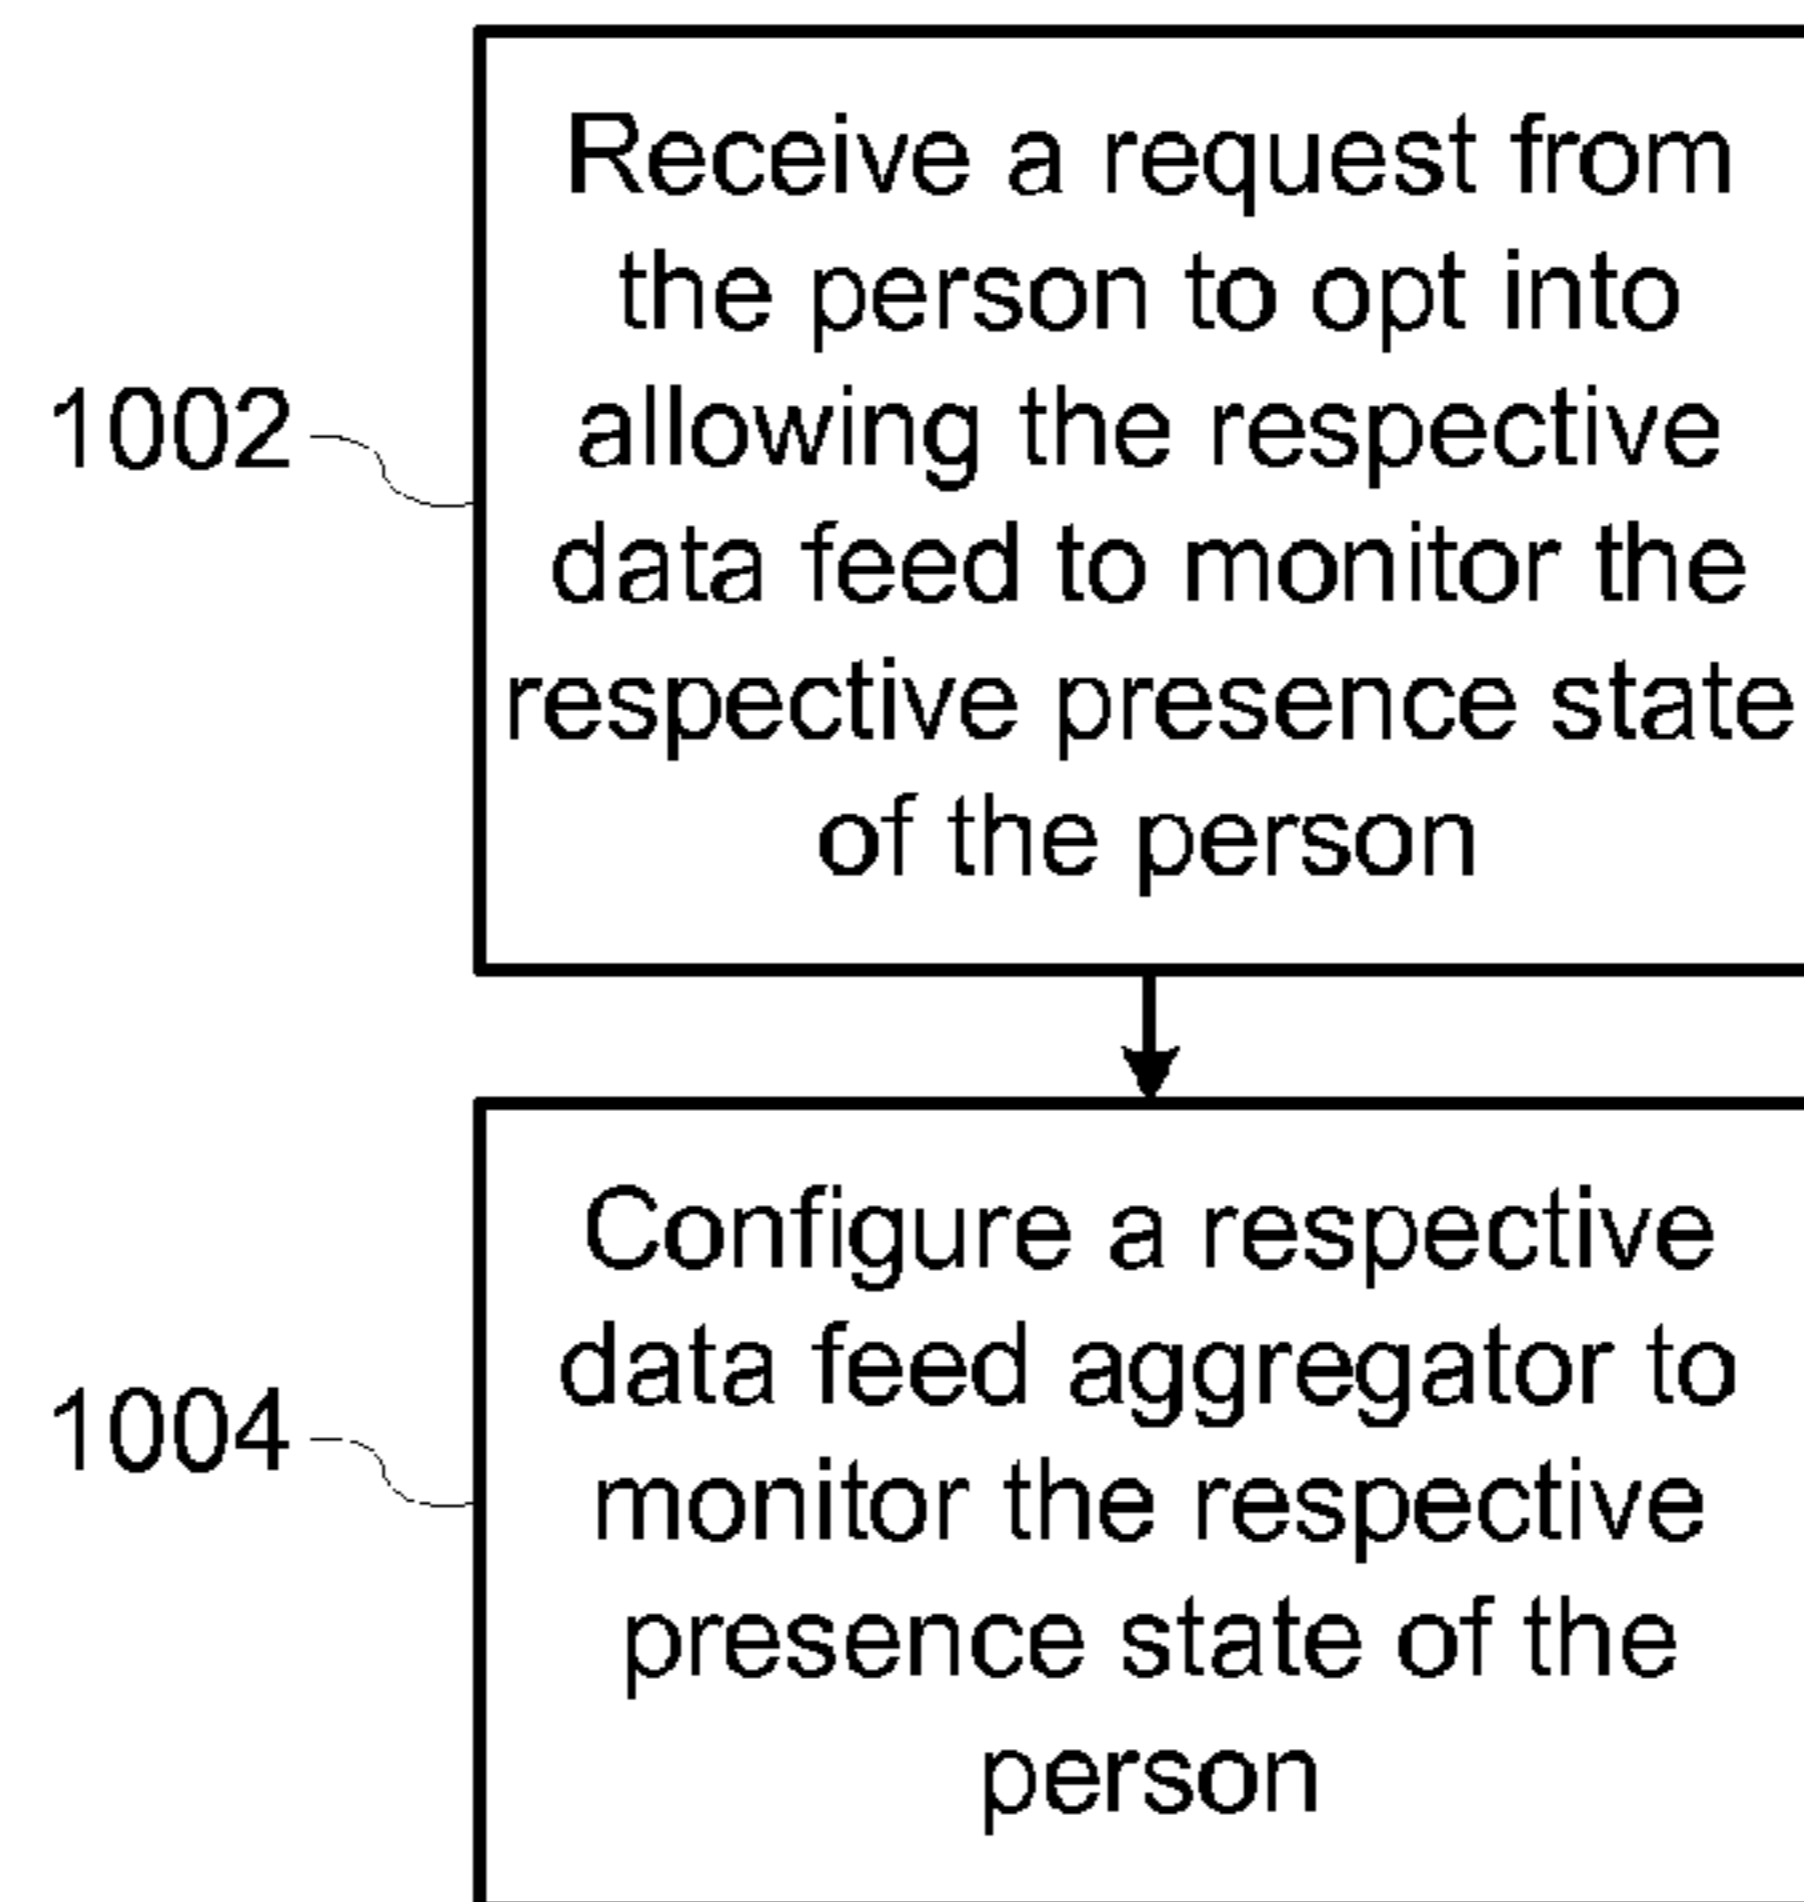 Receive a request from
the person to opt into
allowing the respective
data feed to monitor the
respective presence state
of the person
1002
Configure a respective
data feed aggregator to
monitor the respective
presence state of the
person
1004